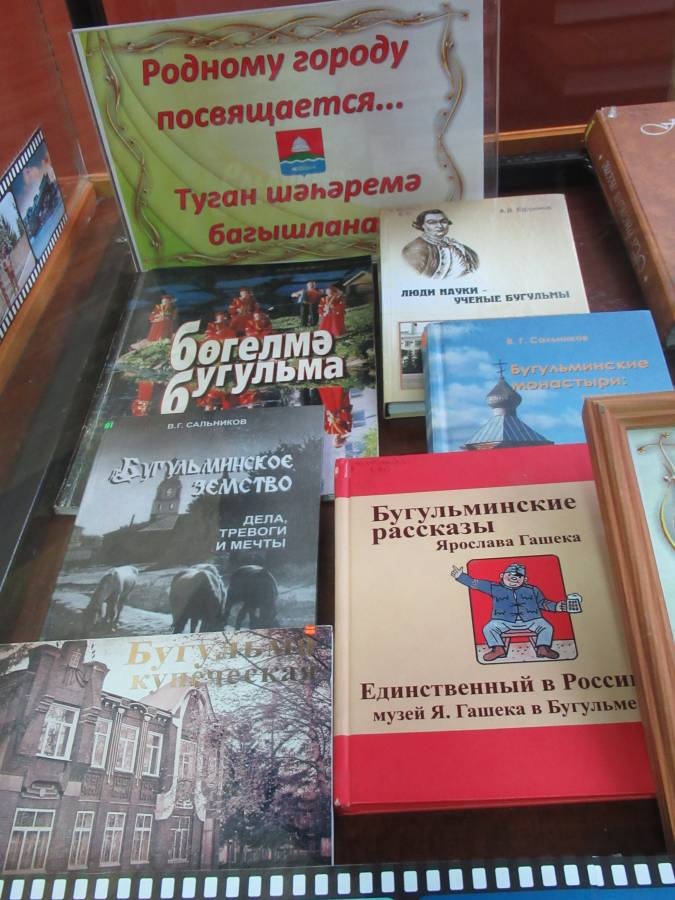 Родному городу
посвящается...
Туган шәһәремә
багышлана
А.В. Ефремов
ЛЮДИ НАУКИ -
УЧЕНЫЕ БУГУЛЬМЫ
бөгелмә
бугульма
В. Г. Сальников
Бугульминские
монастыри:
В.Г. САЛЬНИКОВ
БУГУЛЬМИНСКОЕ
ЗЕМСТВО
ДЕЛА,
ТРЕВОГИ
И МЕЧТЫ
Бугульминские
рассказы
Ярослава Гашека
Единственный в России
музей Я. Гашека в Бугульме
Бугульма
купеческая